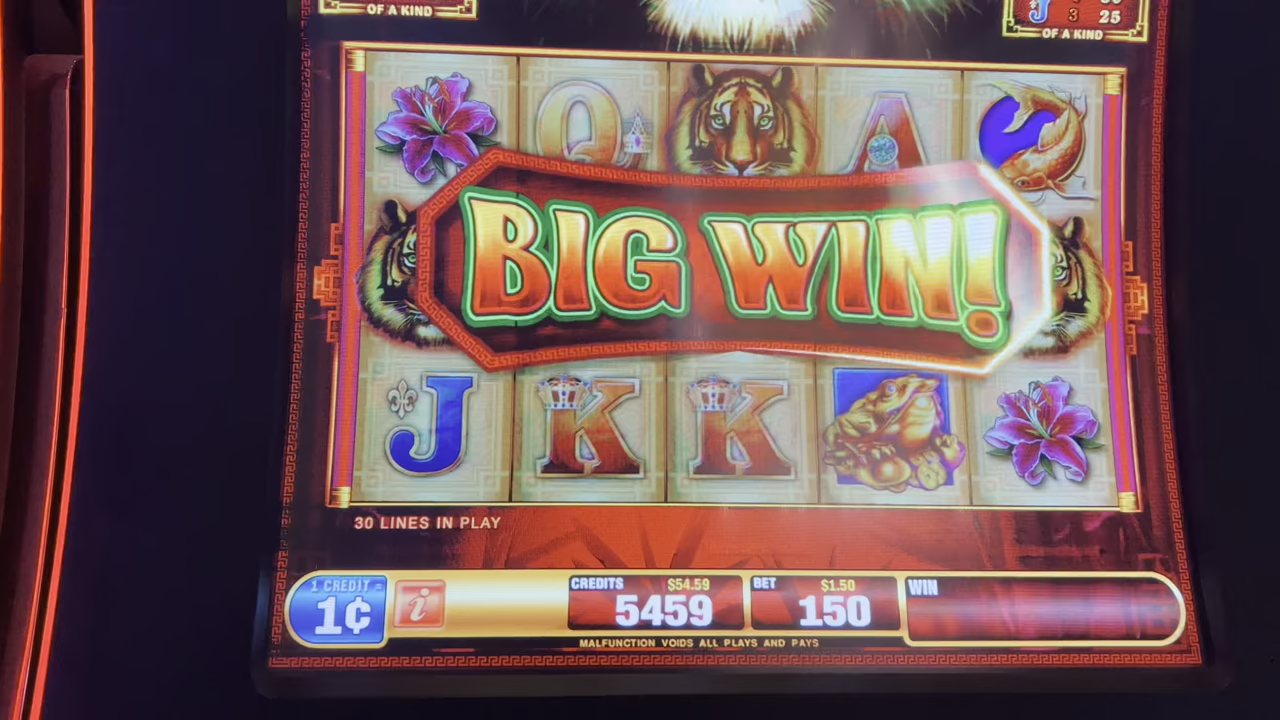 OF A KIND
J 3 25
OF A KIND
Q
A
BIG WIN!
J K K
30 LINES IN PLAY
1 CREDIT =
1¢
i
CREDITS $54.59
5459
BET $1.50
150
WIN
MALFUNCTION VOIDS ALL PLAYS AND PAYS